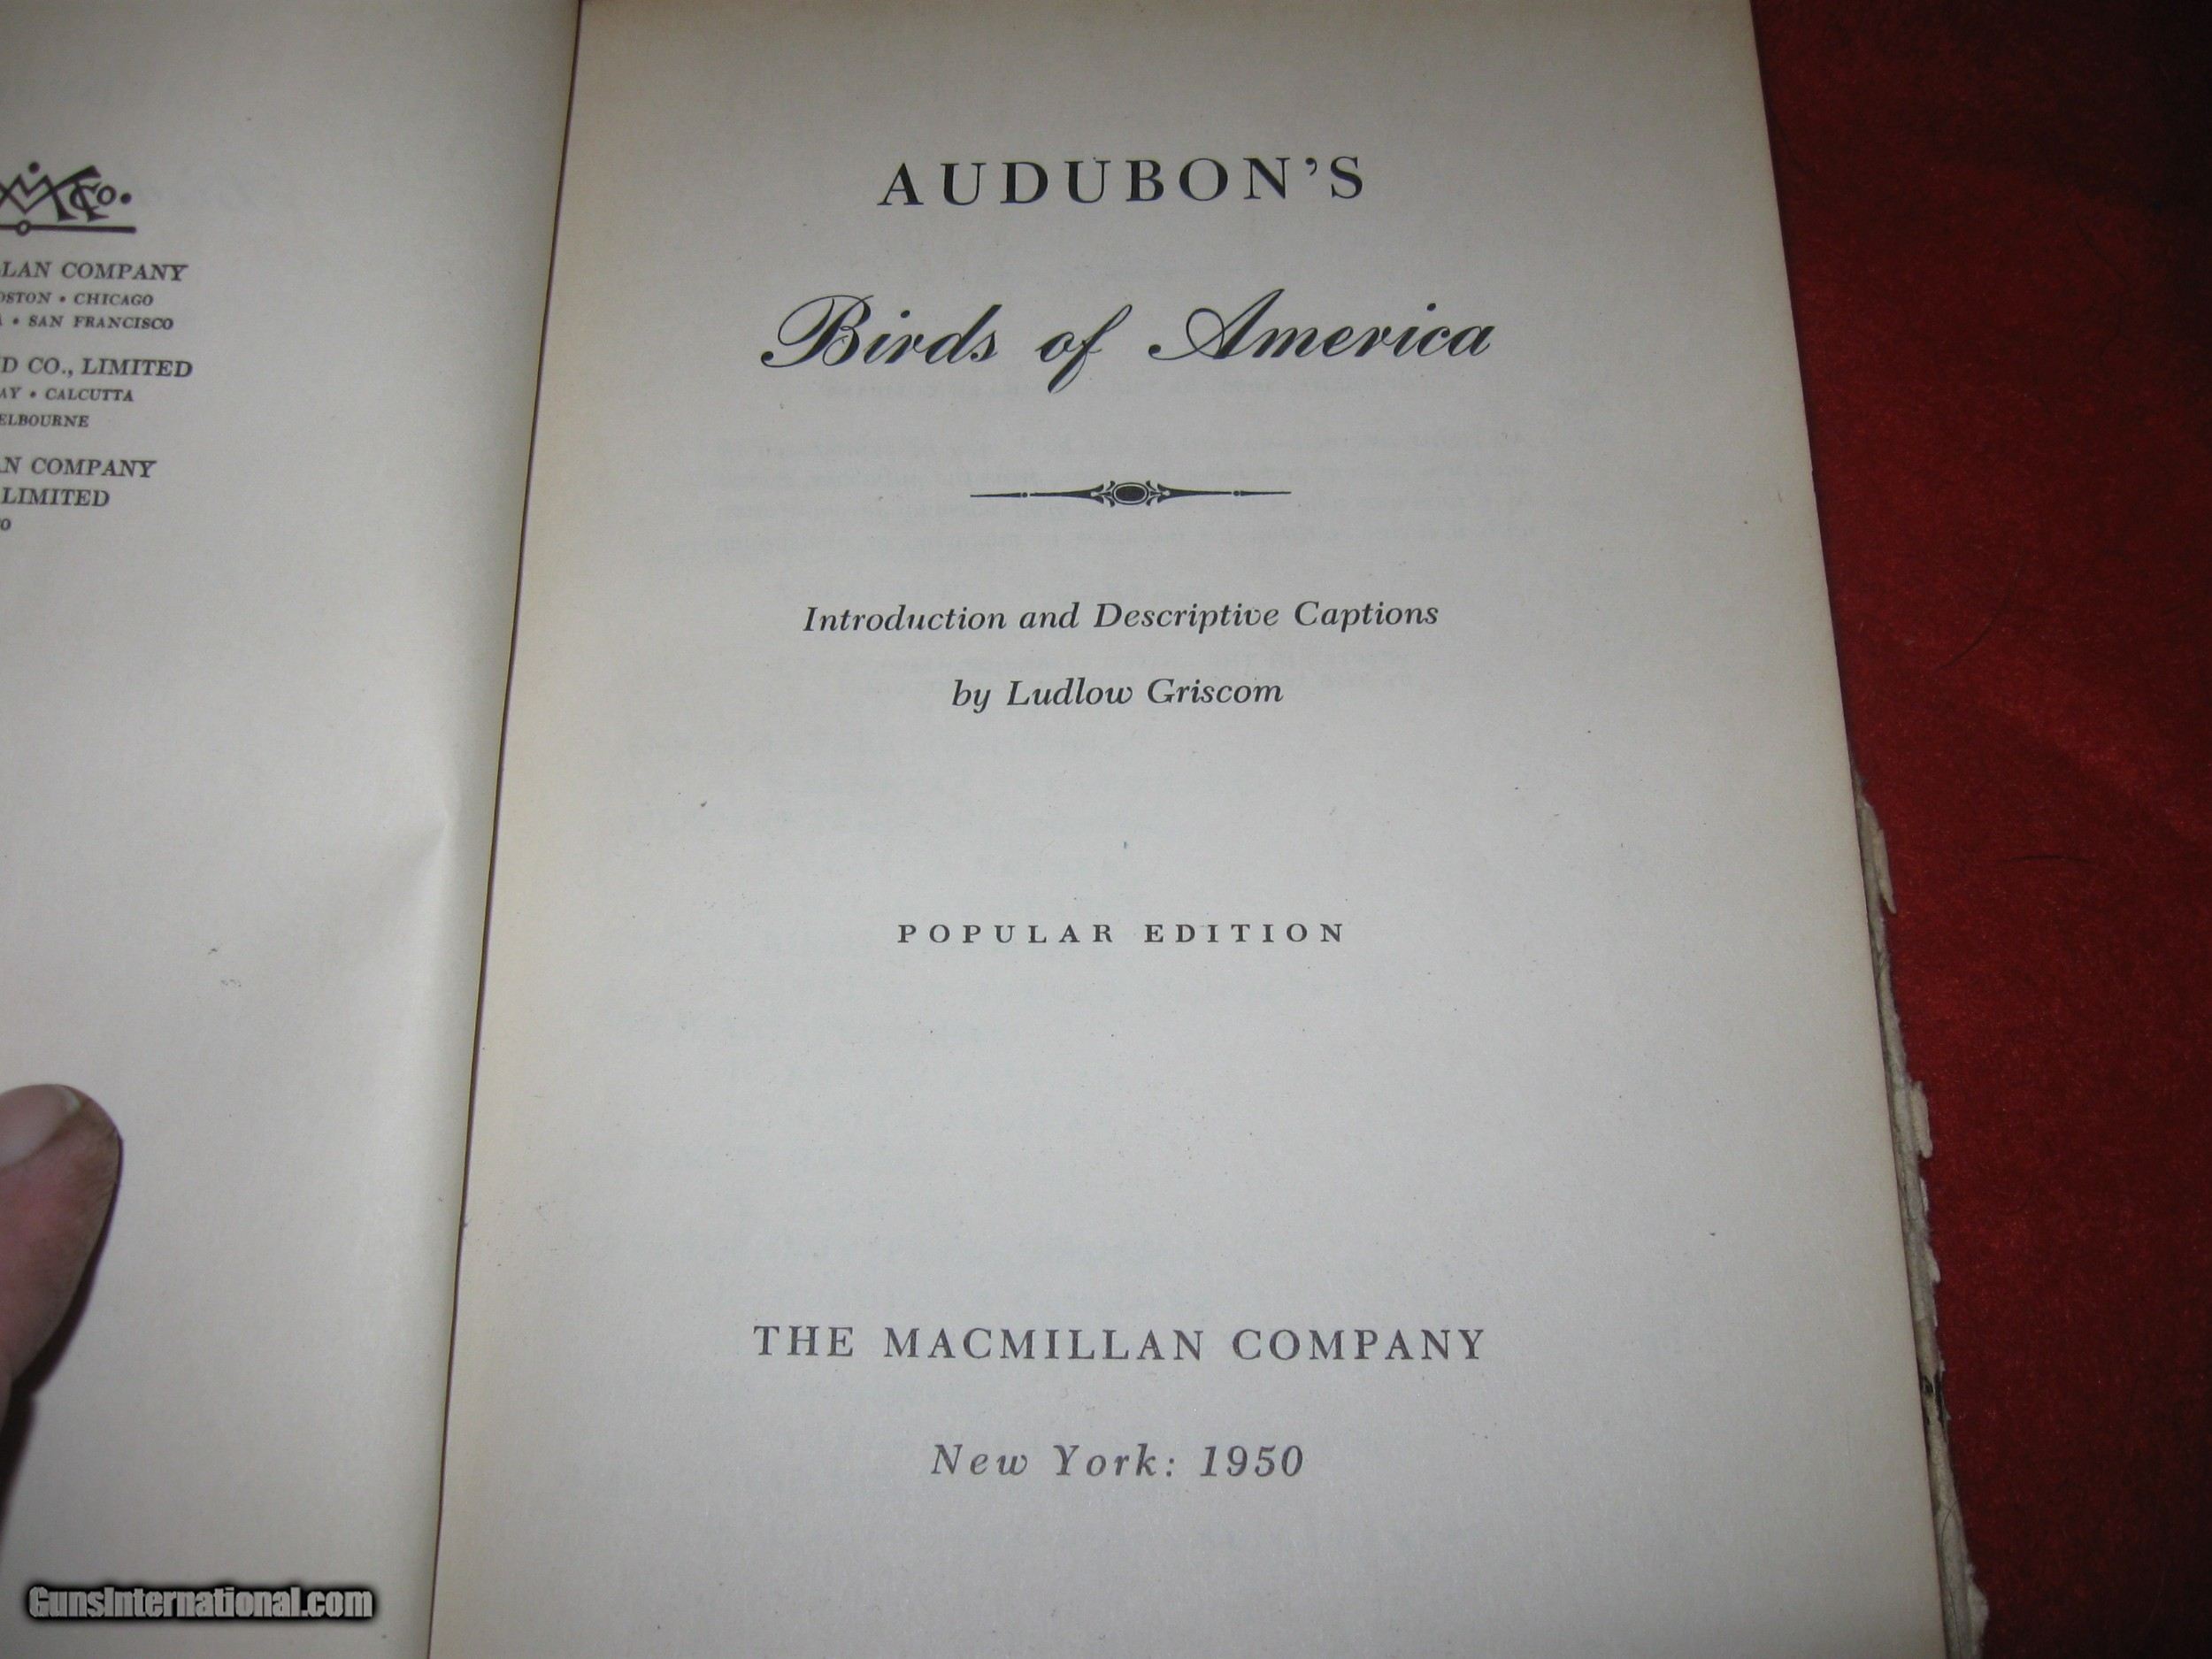 Co.
LAN COMPANY
OSTON • CHICAGO
• SAN FRANCISCO
D CO., LIMITED
AY • CALCUTTA
ELBOURNE
N COMPANY
LIMITED
O
AUDUBON'S
Birds of America
Introduction and Descriptive Captions
by Ludlow Griscom
POPULAR EDITION
THE MACMILLAN COMPANY
New York: 1950
GunsInternational.com